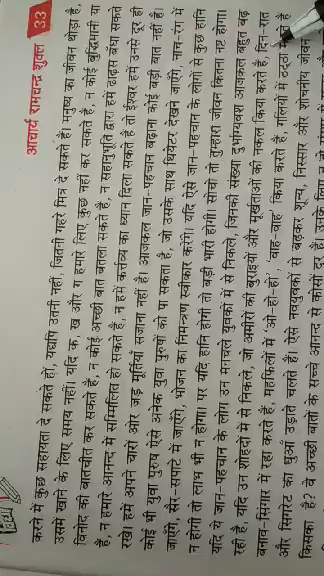 आचार्य रामचन्द्र शुक्ल 33
करने में कुछ सहायता दे सकते हों, यद्यपि उतनी नहीं, जितनी गहरे मित्र दे सकते हैं। मनुष्य का जीवन थोड़ा है,
उसमें खोने के लिए समय नहीं। यदि क, ख और ग हमारे लिए कुछ नहीं कर सकते हैं, न कोई बुद्धिमानी या
विनोद की बातचीत कर सकते हैं, न कोई अच्छी बात बतला सकते हैं, न सहानुभूति द्वारा हमें ढाढ़स बँधा सकते
हैं, न हमारे आनन्द में सम्मिलित हो सकते हैं, न हमें कर्त्तव्य का ध्यान दिला सकते हैं तो ईश्वर हमें उनसे दूर ही
रखे। हमें अपने चारों ओर जड़ मूर्तियाँ सजाना नहीं है। आजकल जान-पहचान बढ़ाना कोई बड़ी बात नहीं है।
कोई भी युवा पुरुष ऐसे अनेक युवा पुरुषों को पा सकता है, जो उसके साथ थियेटर देखने जाएँगे, नाच-रंग में
जाएँगे, सैर-सपाटे में जाएँगे, भोजन का निमन्त्रण स्वीकार करेंगे। यदि ऐसे जान-पहचान के लोगों से कुछ हानि
न होगी तो लाभ भी न होगा। पर यदि हानि होगी तो बड़ी भारी होगी। सोचो तो तुम्हारा जीवन कितना नष्ट होगा।
यदि ये जान-पहचान के लोग उन मनचले युवकों में से निकले, जिनकी संख्या दुर्भाग्यवश आजकल बहुत बढ़
रही है, यदि उन शोहदों में से निकले, जो अमीरों की बुराइयों और मूर्खताओं की नकल किया करते हैं, दिन-रात
बनाव-सिंगार में रहा करते हैं, महफिलों में 'ओ-हो-हो', 'वाह-वाह' किया करते हैं, गलियों में ठट्ठा मारते हैं
और सिगरेट का धुआँ उड़ाते चलते हैं। ऐसे नवयुवकों से बढ़कर शून्य, निस्सार और शोचनीय जीवन
किसका है? वे अच्छी बातों के सच्चे आनन्द से कोसों दूर हैं। उनके लिए न तो